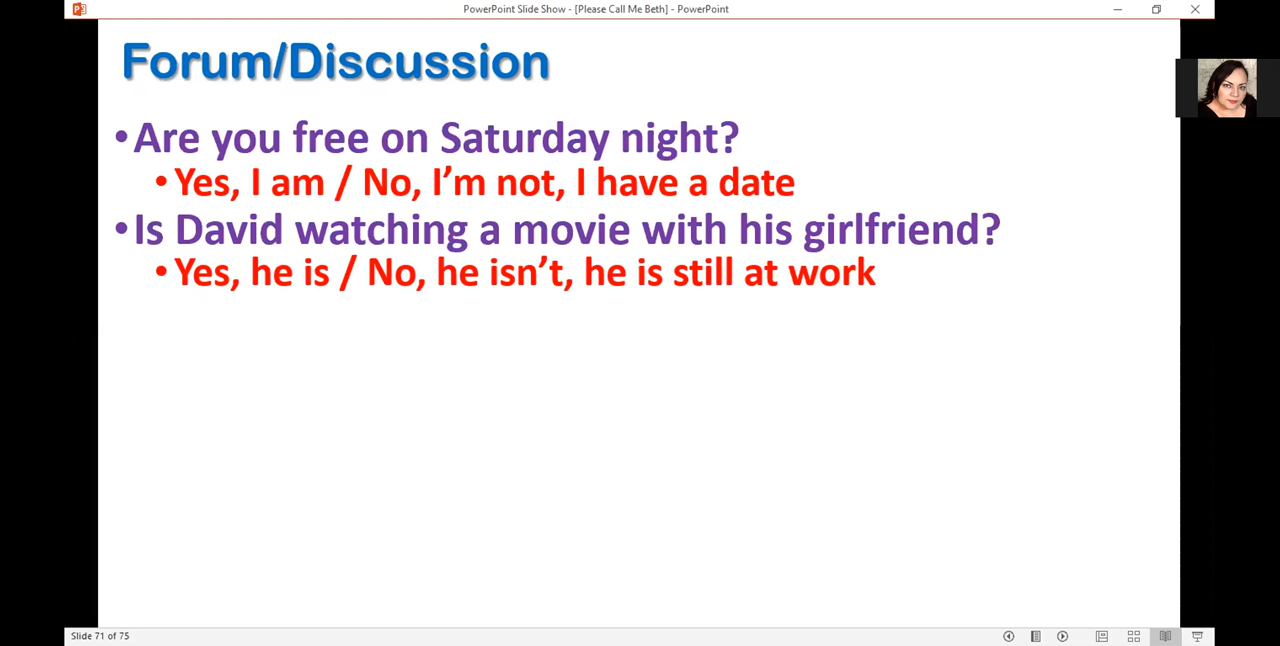 PowerPoint Slide Show - [Please Call Me Beth] - PowerPoint
Forum/Discussion
•Are you free on Saturday night?
•Yes, I am / No, I’m not, I have a date
•Is David watching a movie with his girlfriend?
•Yes, he is / No, he isn’t, he is still at work
Slide 71 of 75